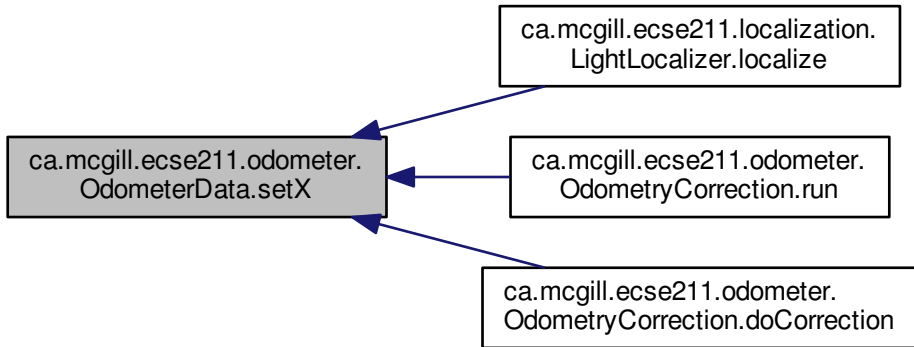 ca.mcgill.ecse211.localization.
LightLocalizer.localize
ca.mcgill.ecse211.odometer.
OdometerData.setX
ca.mcgill.ecse211.odometer.
OdometryCorrection.run
ca.mcgill.ecse211.odometer.
OdometryCorrection.doCorrection